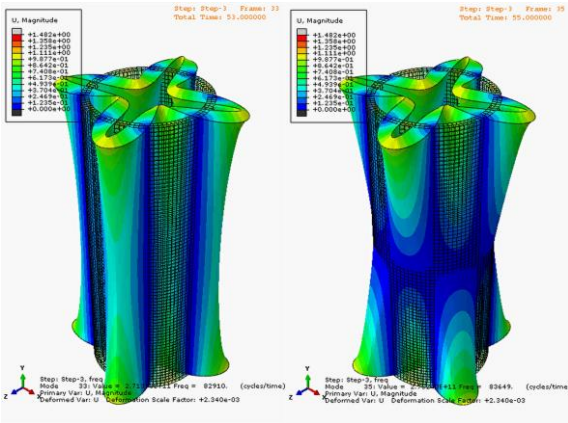 Step: Step-3 Frame: 33
Total Time: 53.000000
U, Magnitude
+1.482e+00
+1.358e+00
+1.235e+00
+1.111e+00
+9.877e-01
+8.642e-01
+7.408e-01
+6.173e-01
+4.939e-01
+3.704e-01
+2.469e-01
+1.235e-01
+0.000e+00
Y
Z
Step: Step-3, freq
Mode 33: Value = Freq = 82910. (cycles/time)
Primary Var: U, Magnitude
Deformed Var: U Deformation Scale Factor: +2.340e-03
Step: Step-3 Frame: 35
Total Time: 55.000000
U, Magnitude
+1.482e+00
+1.358e+00
+1.235e+00
+1.111e+00
+9.877e-01
+8.642e-01
+7.408e-01
+6.173e-01
+4.939e-01
+3.704e-01
+2.469e-01
+1.235e-01
+0.000e+00
Y
Z
Step: Step-3, freq
Mode 35: Value = Freq = 83649. (cycles/time)
Primary Var: U, Magnitude
Deformed Var: U Deformation Scale Factor: +2.340e-03